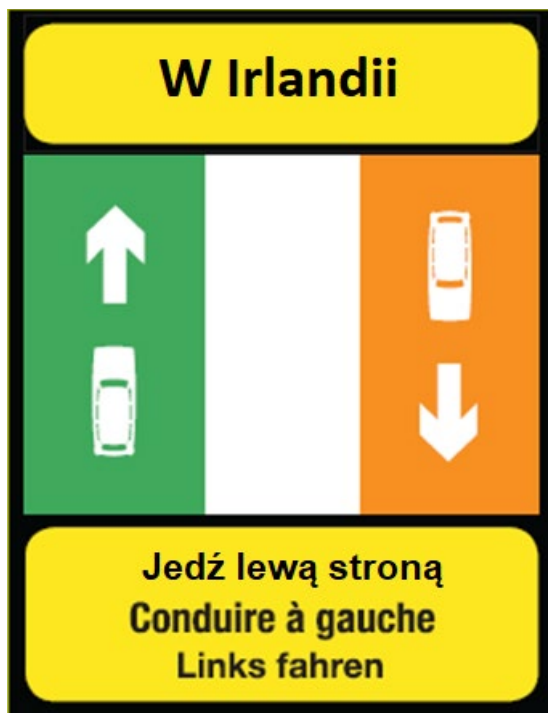 W Irlandii
Jedź lewą stroną
Conduire à gauche
Links fahren